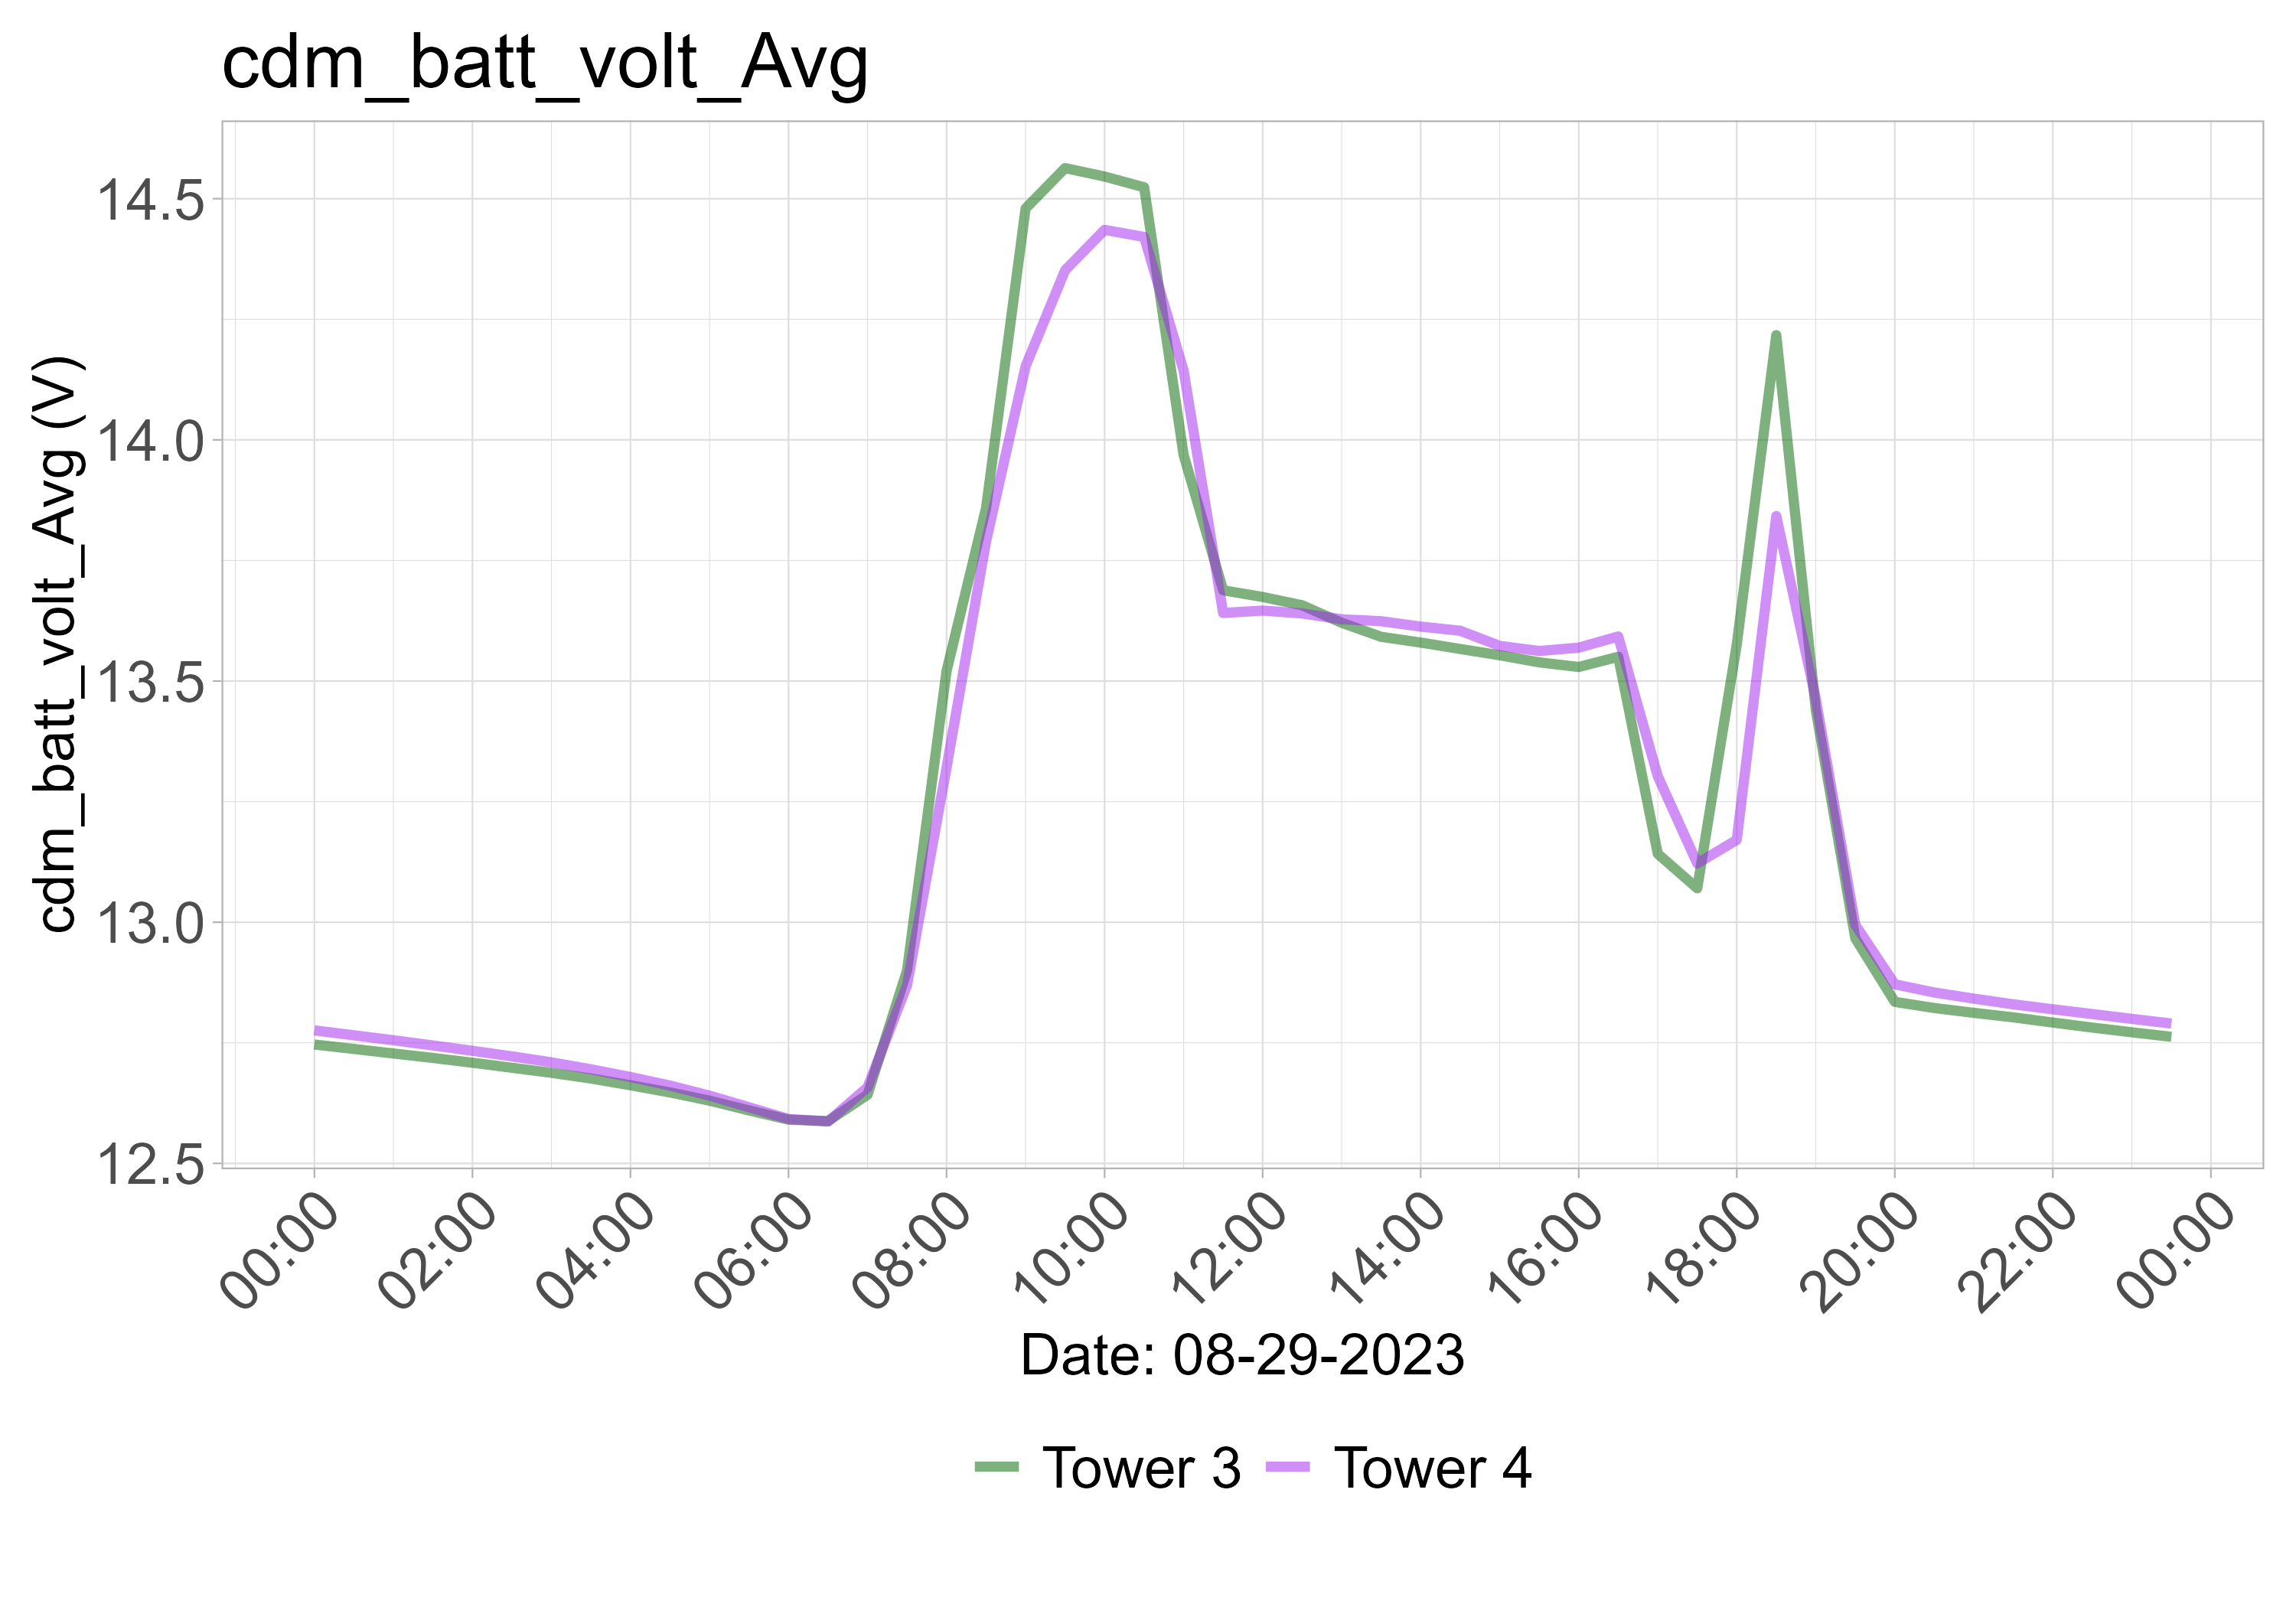 cdm_batt_volt_Avg
cdm_batt_volt_Avg (V)
14.5
14.0
13.5
13.0
12.5
00:00 02:00 04:00 06:00 08:00 10:00 12:00 14:00 16:00 18:00 20:00 22:00 00:00
Date: 08-29-2023
Tower 3 Tower 4